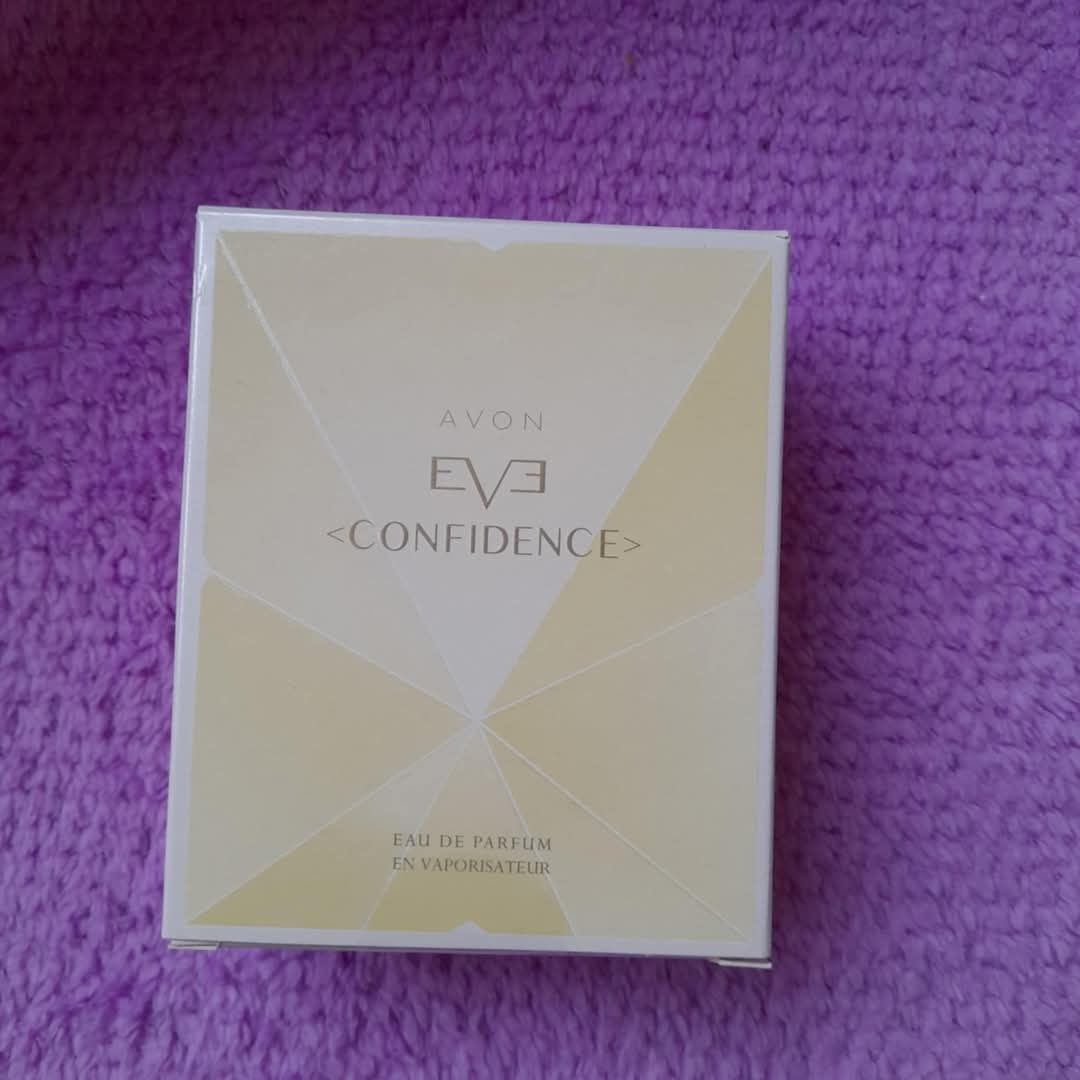 AVON
EVE
<CONFIDENCE>
EAU DE PARFUM
EN VAPORISATEUR